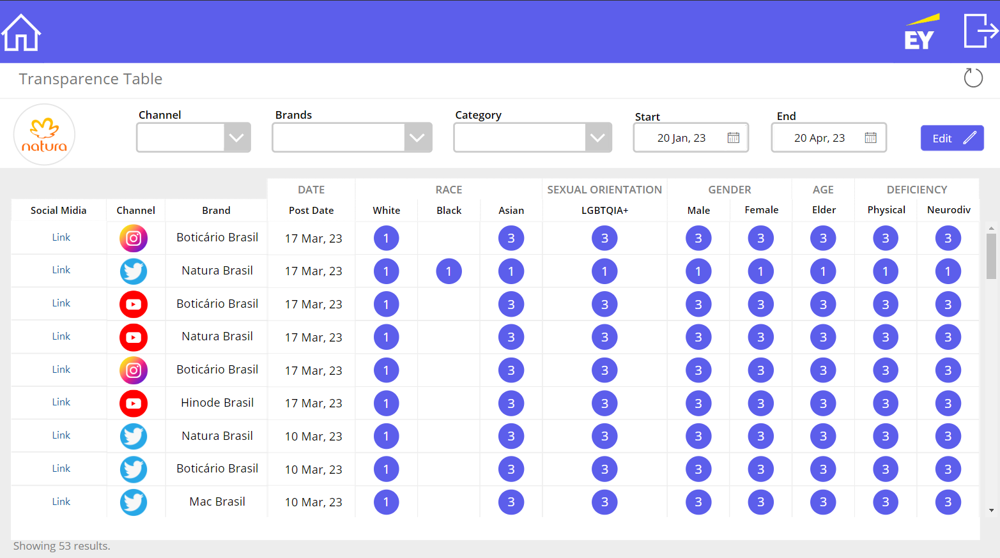 EY
Transparence Table
natura
Channel Brands Category Start End
20 Jan, 23 20 Apr, 23 Edit
DATE RACE SEXUAL ORIENTATION GENDER AGE DEFICIENCY
Social Midia Channel Brand Post Date White Black Asian LGBTQIA+ Male Female Elder Physical Neurodiv
Link Boticário Brasil 17 Mar, 23 1 3 3 3 3 3 3 3
Link Natura Brasil 17 Mar, 23 1 1 1 1 1 1 1 1 1
Link Boticário Brasil 17 Mar, 23 1 3 3 3 3 3 3 3
Link Natura Brasil 17 Mar, 23 1 3 3 3 3 3 3 3
Link Boticário Brasil 17 Mar, 23 1 3 3 3 3 3 3 3
Link Hinode Brasil 17 Mar, 23 1 3 3 3 3 3 3 3
Link Natura Brasil 10 Mar, 23 1 3 3 3 3 3 3 3
Link Boticário Brasil 10 Mar, 23 1 3 3 3 3 3 3 3
Link Mac Brasil 10 Mar, 23 1 3 3 3 3 3 3 3
Showing 53 results.